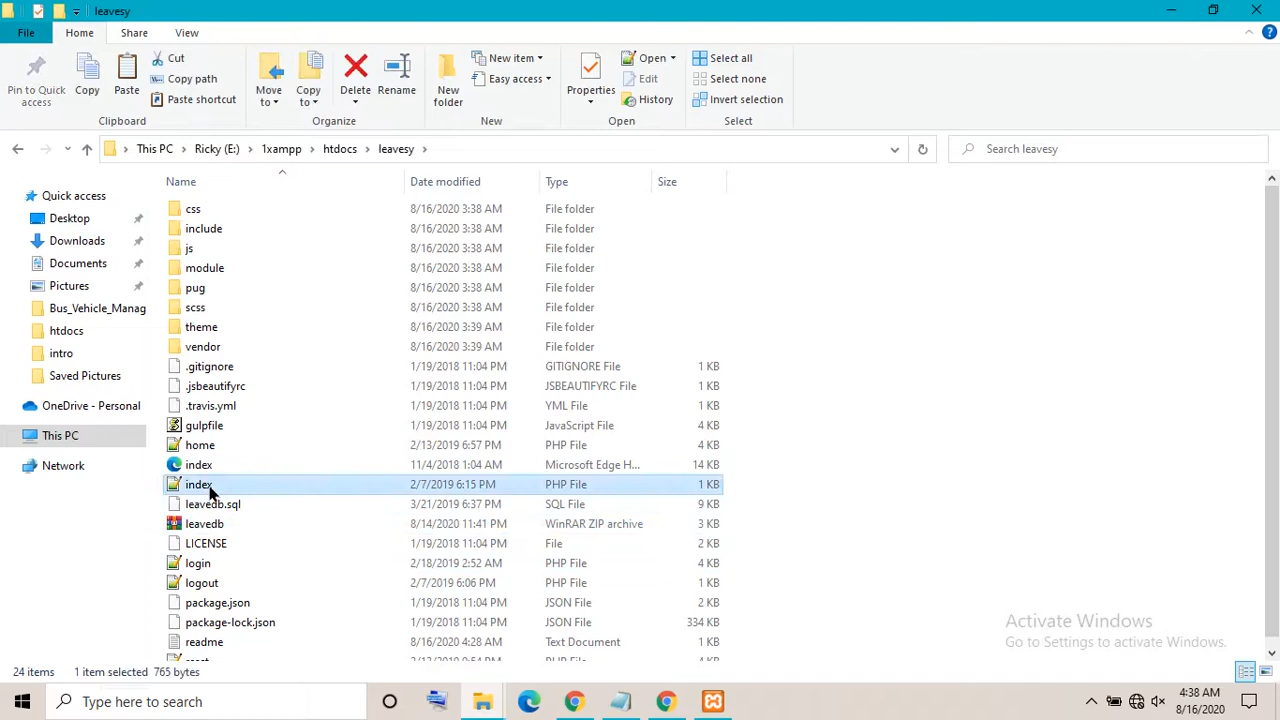 leavesy
File Home Share View
Pin to Quick access
Copy
Paste
Cut
Copy path
Paste shortcut
Move to
Copy to
Delete
Rename
New folder
New item
Easy access
Properties
Open
Edit
History
Select all
Select none
Invert selection
Clipboard Organize New Open Select
This PC Ricky (E:) 1xampp htdocs leavesy
Search leavesy
Name Date modified Type Size
Quick access
Desktop
Downloads
Documents
Pictures
Bus_Vehicle_Manag
htdocs
intro
Saved Pictures
OneDrive - Personal
This PC
Network
css 8/16/2020 3:38 AM File folder
include 8/16/2020 3:38 AM File folder
js 8/16/2020 3:38 AM File folder
module 8/16/2020 3:38 AM File folder
pug 8/16/2020 3:38 AM File folder
scss 8/16/2020 3:38 AM File folder
theme 8/16/2020 3:39 AM File folder
vendor 8/16/2020 3:39 AM File folder
.gitignore 1/19/2018 11:04 PM GITIGNORE File 1 KB
.jsbeautifyrc 1/19/2018 11:04 PM JSBEAUTIFYRC File 1 KB
.travis.yml 1/19/2018 11:04 PM YML File 1 KB
gulpfile 1/19/2018 11:04 PM JavaScript File 4 KB
home 2/13/2019 6:57 PM PHP File 4 KB
index 11/4/2018 1:04 AM Microsoft Edge H... 14 KB
index 2/7/2019 6:15 PM PHP File 1 KB
leavedb.sql 3/21/2019 6:37 PM SQL File 9 KB
leavedb 8/14/2020 11:41 PM WinRAR ZIP archive 3 KB
LICENSE 1/19/2018 11:04 PM File 2 KB
login 2/18/2019 2:52 AM PHP File 4 KB
logout 2/7/2019 6:06 PM PHP File 1 KB
package.json 1/19/2018 11:04 PM JSON File 2 KB
package-lock.json 1/19/2018 11:04 PM JSON File 334 KB
readme 8/16/2020 4:28 AM Text Document 1 KB
Activate Windows
Go to Settings to activate Windows.
24 items 1 item selected 765 bytes
Type here to search
4:38 AM
8/16/2020